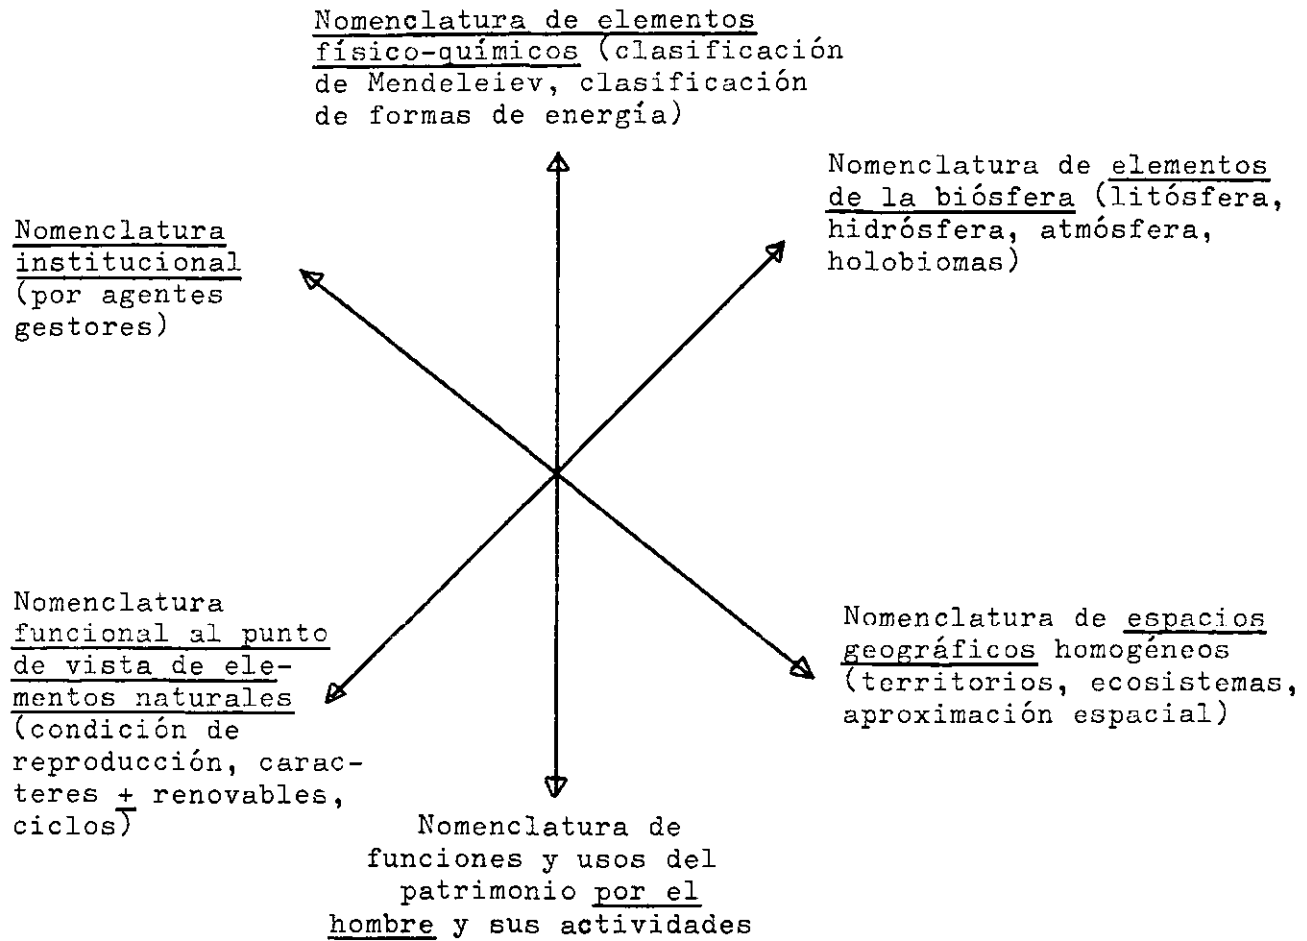 Nomenclatura de elementos
físico-químicos (clasificación
de Mendeleiev, clasificación
de formas de energía)
Nomenclatura de elementos
de la biósfera (litósfera,
hidrósfera, atmósfera,
holobiomas)
Nomenclatura
institucional
(por agentes
gestores)
Nomenclatura
funcional al punto
de vista de ele-
mentos naturales
(condición de
reproducción, carac-
teres + renovables,
ciclos)
Nomenclatura de espacios
geográficos homogéneos
(territorios, ecosistemas,
aproximación espacial)
Nomenclatura de
funciones y usos del
patrimonio por el
hombre y sus actividades